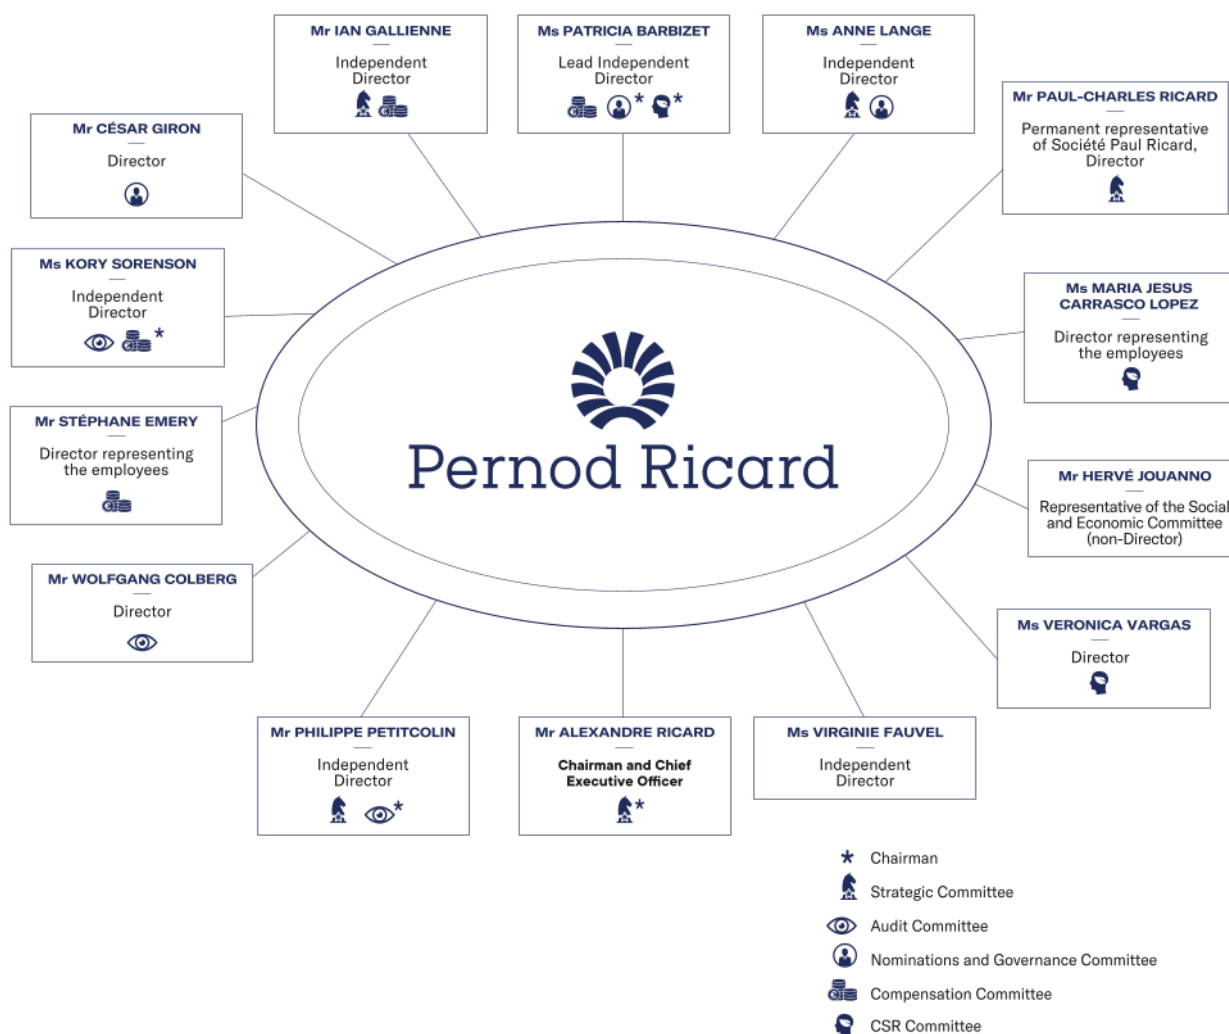 Mr IAN GALLIENNE
Independent
Director
Ms PATRICIA BARBIZET
Lead Independent
Director
*
*
Ms ANNE LANGE
Independent
Director
Mr PAUL-CHARLES RICARD
Permanent representative
of Société Paul Ricard,
Director
Mr CÉSAR GIRON
Director
Ms KORY SORENSON
Independent
Director
*
Ms MARIA JESUS
CARRASCO LOPEZ
Director representing
the employees
Mr STÉPHANE EMERY
Director representing
the employees
Pernod Ricard
Mr HERVÉ JOUANNO
Representative of the Social
and Economic Committee
(non-Director)
Mr WOLFGANG COLBERG
Director
Ms VERONICA VARGAS
Director
Mr PHILIPPE PETITCOLIN
Independent
Director
*
Mr ALEXANDRE RICARD
Chairman and Chief
Executive Officer
*
Ms VIRGINIE FAUVEL
Independent
Director
* Chairman
Strategic Committee
Audit Committee
Nominations and Governance Committee
Compensation Committee
CSR Committee